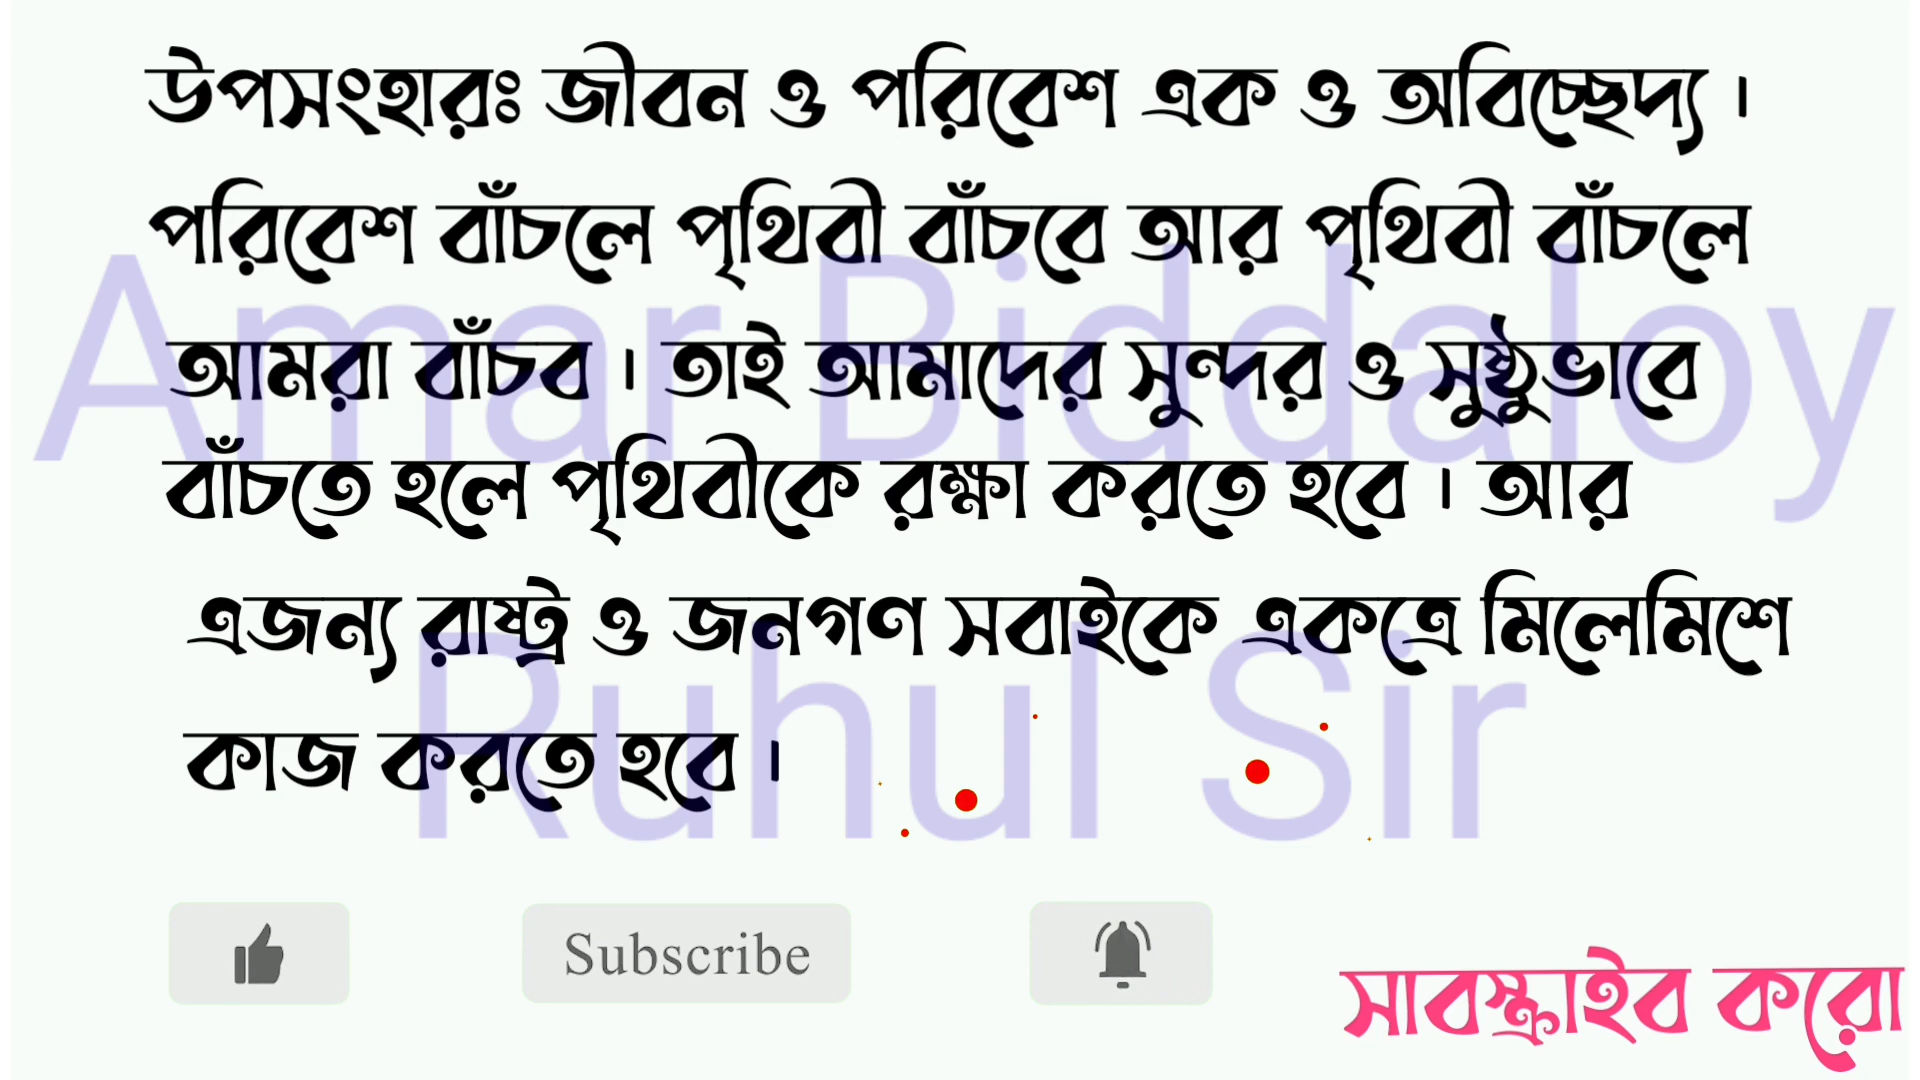 উপসংহারঃ জীবন ও পরিবেশ এক ও অবিচ্ছেদ্য ।
পরিবেশ বাঁচলে পৃথিবী বাঁচবে আর পৃথিবী বাঁচলে
আমরা বাঁচব । তাই আমাদের সুন্দর ও সুষ্ঠুভাবে
বাঁচতে হলে পৃথিবীকে রক্ষা করতে হবে । আর
এজন্য রাষ্ট্র ও জনগণ সবাইকে একত্রে মিলেমিশে
কাজ করতে হবে ।
Amar Biddaloy
Ruhul Sir
Subscribe
সাবস্ক্রাইব করো